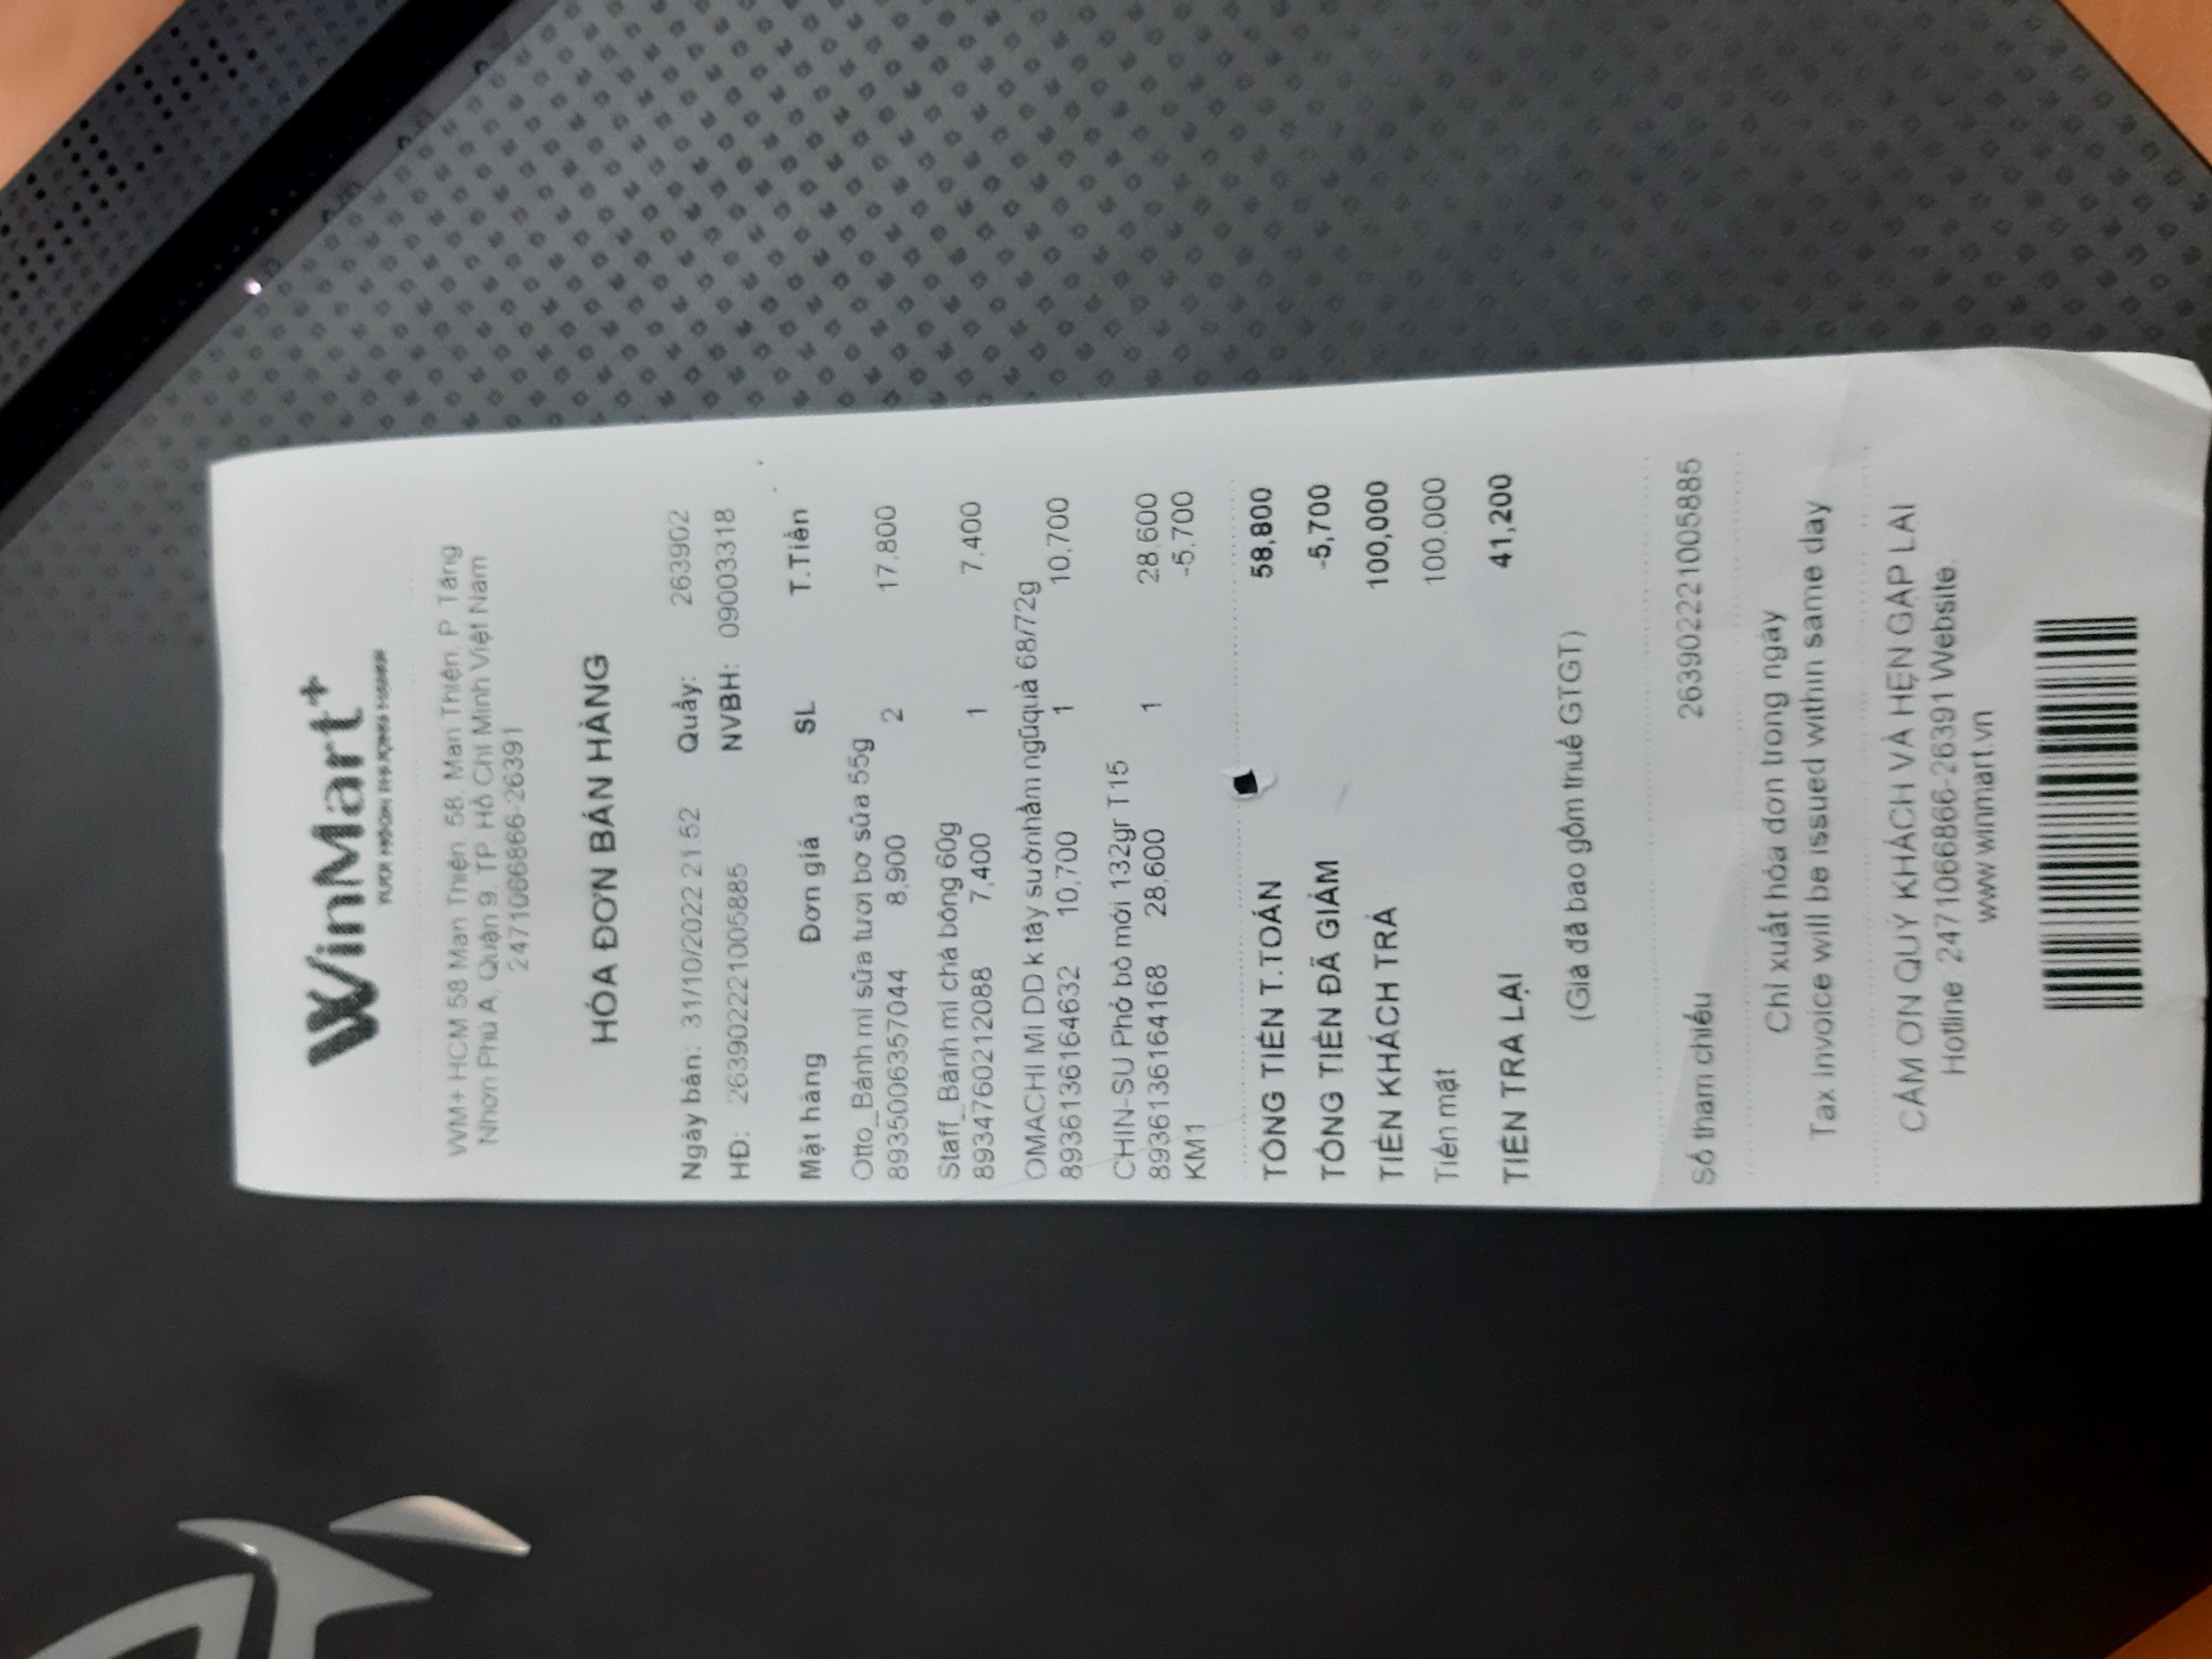 WinMart+
WM+ HCM 58 Man Thiện 58, Man Thiện, P. Tăng
Nhơn Phú A, Quận 9, TP. Hồ Chí Minh Việt Nam
2471066866-26391
HÓA ĐƠN BÁN HÀNG
Ngày bán: 31/10/2022 21:52 Quầy: 263902
HĐ: 263902221005885 NVBH: 09003318
Mặt hàng Đơn giá SL T.Tiền
Otto_Bánh mì sữa tươi bơ sữa 55g
8935006357044 8,900 2 17,800
Staff_Bánh mì chà bông 60g
8934760212088 7,400 1 7,400
OMACHI Mì DD k tây sườnhầm ngũquả 68/72g
8936136164632 10,700 1 10,700
CHIN-SU Phở bò mới 132gr T15
8936136164168 28,600 1 28,600
KM1 -5,700
TỔNG TIỀN T.TOÁN 58,800
TỔNG TIỀN ĐÃ GIẢM -5,700
TIỀN KHÁCH TRẢ 100,000
Tiền mặt 100,000
TIỀN TRẢ LẠI 41,200
(Giá đã bao gồm thuế GTGT)
Số tham chiếu 263902221005885
Chỉ xuất hóa đơn trong ngày
Tax invoice will be issued within same day
CẢM ƠN QUÝ KHÁCH VÀ HẸN GẶP LẠI
Hotline: 2471066866-26391 Website:
www.winmart.vn